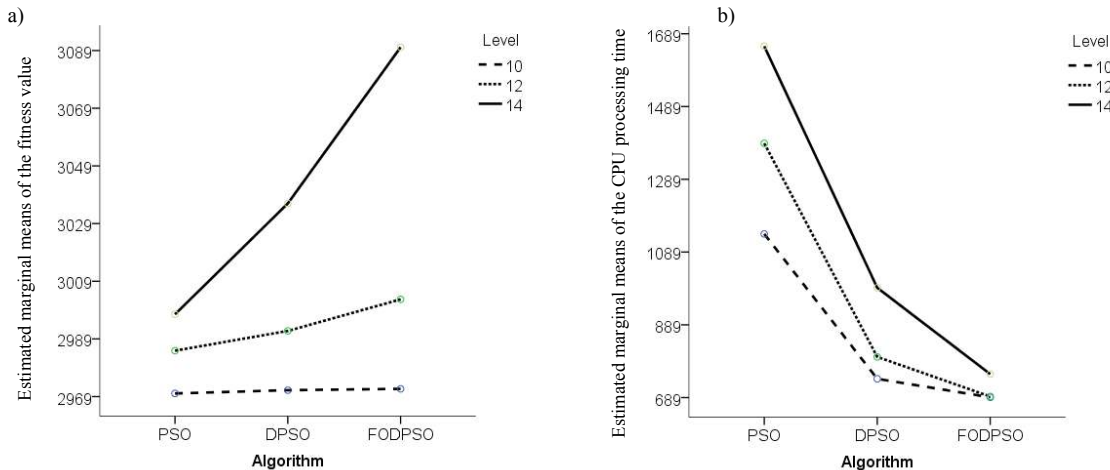 a)
Estimated marginal means of the fitness value
3089
3069
3049
3029
3009
2989
2969
PSO
DPSO
FODPSO
Algorithm
Level
10
12
14
b)
Estimated marginal means of the CPU processing time
1689
1489
1289
1089
889
689
PSO
DPSO
FODPSO
Algorithm
Level
10
12
14